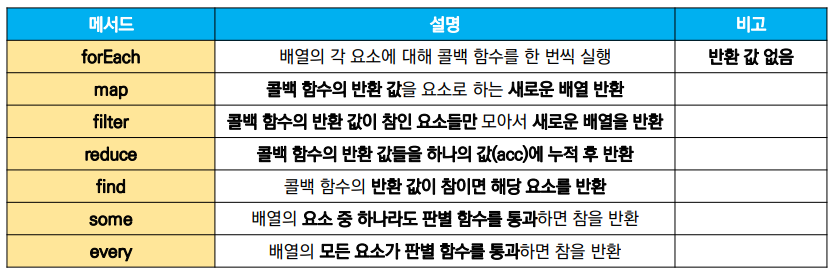 메서드 설명 비고
forEach 배열의 각 요소에 대해 콜백 함수를 한 번씩 실행 반환 값 없음
map 콜백 함수의 반환 값을 요소로 하는 새로운 배열 반환
filter 콜백 함수의 반환 값이 참인 요소들만 모아서 새로운 배열을 반환
reduce 콜백 함수의 반환 값들을 하나의 값(acc)에 누적 후 반환
find 콜백 함수의 반환 값이 참이면 해당 요소를 반환
some 배열의 요소 중 하나라도 판별 함수를 통과하면 참을 반환
every 배열의 모든 요소가 판별 함수를 통과하면 참을 반환